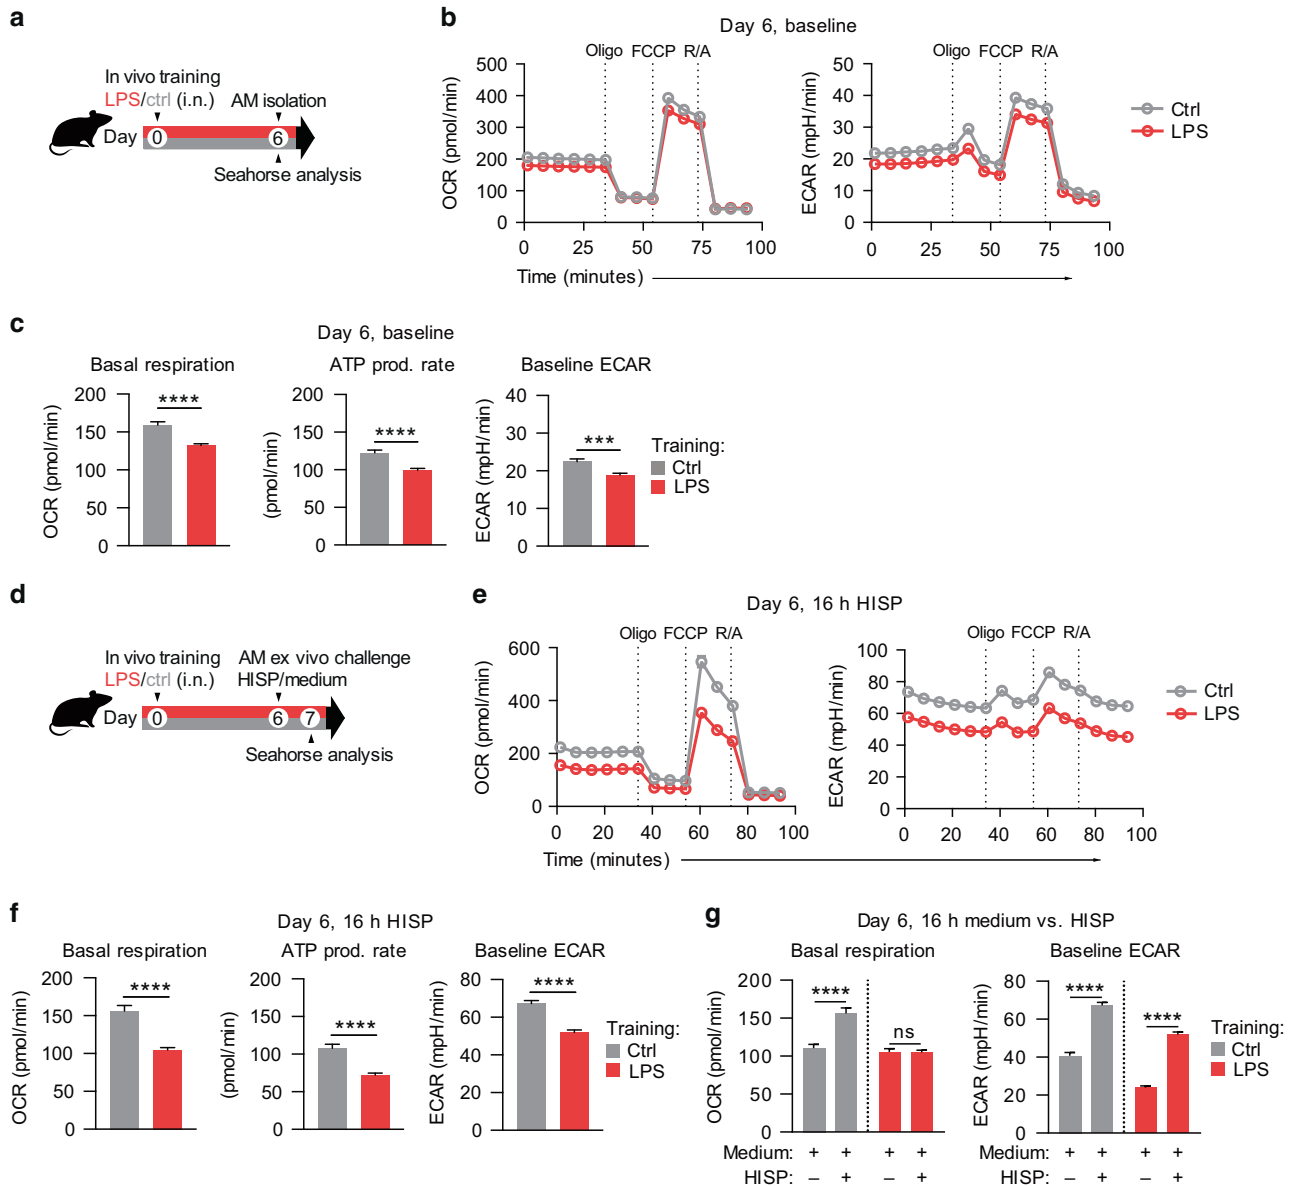 a
In vivo training
LPS/ctrl (i.n.)
AM isolation
Day 0 6
Seahorse analysis
b
Day 6, baseline
Oligo FCCP R/A
OCR (pmol/min)
500
400
300
200
100
0
0 25 50 75 100
Oligo FCCP R/A
ECAR (mpH/min)
50
40
30
20
10
0
0 25 50 75 100
Time (minutes)
Ctrl
LPS
c
Day 6, baseline
Basal respiration
OCR (pmol/min)
200
150
100
50
0
****
ATP prod. rate
(pmol/min)
200
150
100
50
0
****
Baseline ECAR
ECAR (mpH/min)
40
30
20
10
0
***
Training:
Ctrl
LPS
d
In vivo training
LPS/ctrl (i.n.)
AM ex vivo challenge
HISP/medium
Day 0 6 7
Seahorse analysis
e
Day 6, 16 h HISP
Oligo FCCP R/A
OCR (pmol/min)
600
400
200
0
0 20 40 60 80 100
Oligo FCCP R/A
ECAR (mpH/min)
100
80
60
40
20
0
0 20 40 60 80 100
Time (minutes)
Ctrl
LPS
f
Day 6, 16 h HISP
Basal respiration
OCR (pmol/min)
200
150
100
50
0
****
ATP prod. rate
(pmol/min)
200
150
100
50
0
****
Baseline ECAR
ECAR (mpH/min)
80
60
40
20
0
****
Training:
Ctrl
LPS
g
Day 6, 16 h medium vs. HISP
Basal respiration
OCR (pmol/min)
200
150
100
50
0
****
ns
Medium: + + + +
HISP: – + – +
Baseline ECAR
ECAR (mpH/min)
80
60
40
20
0
****
****
Medium: + + + +
HISP: – + – +
Training:
Ctrl
LPS